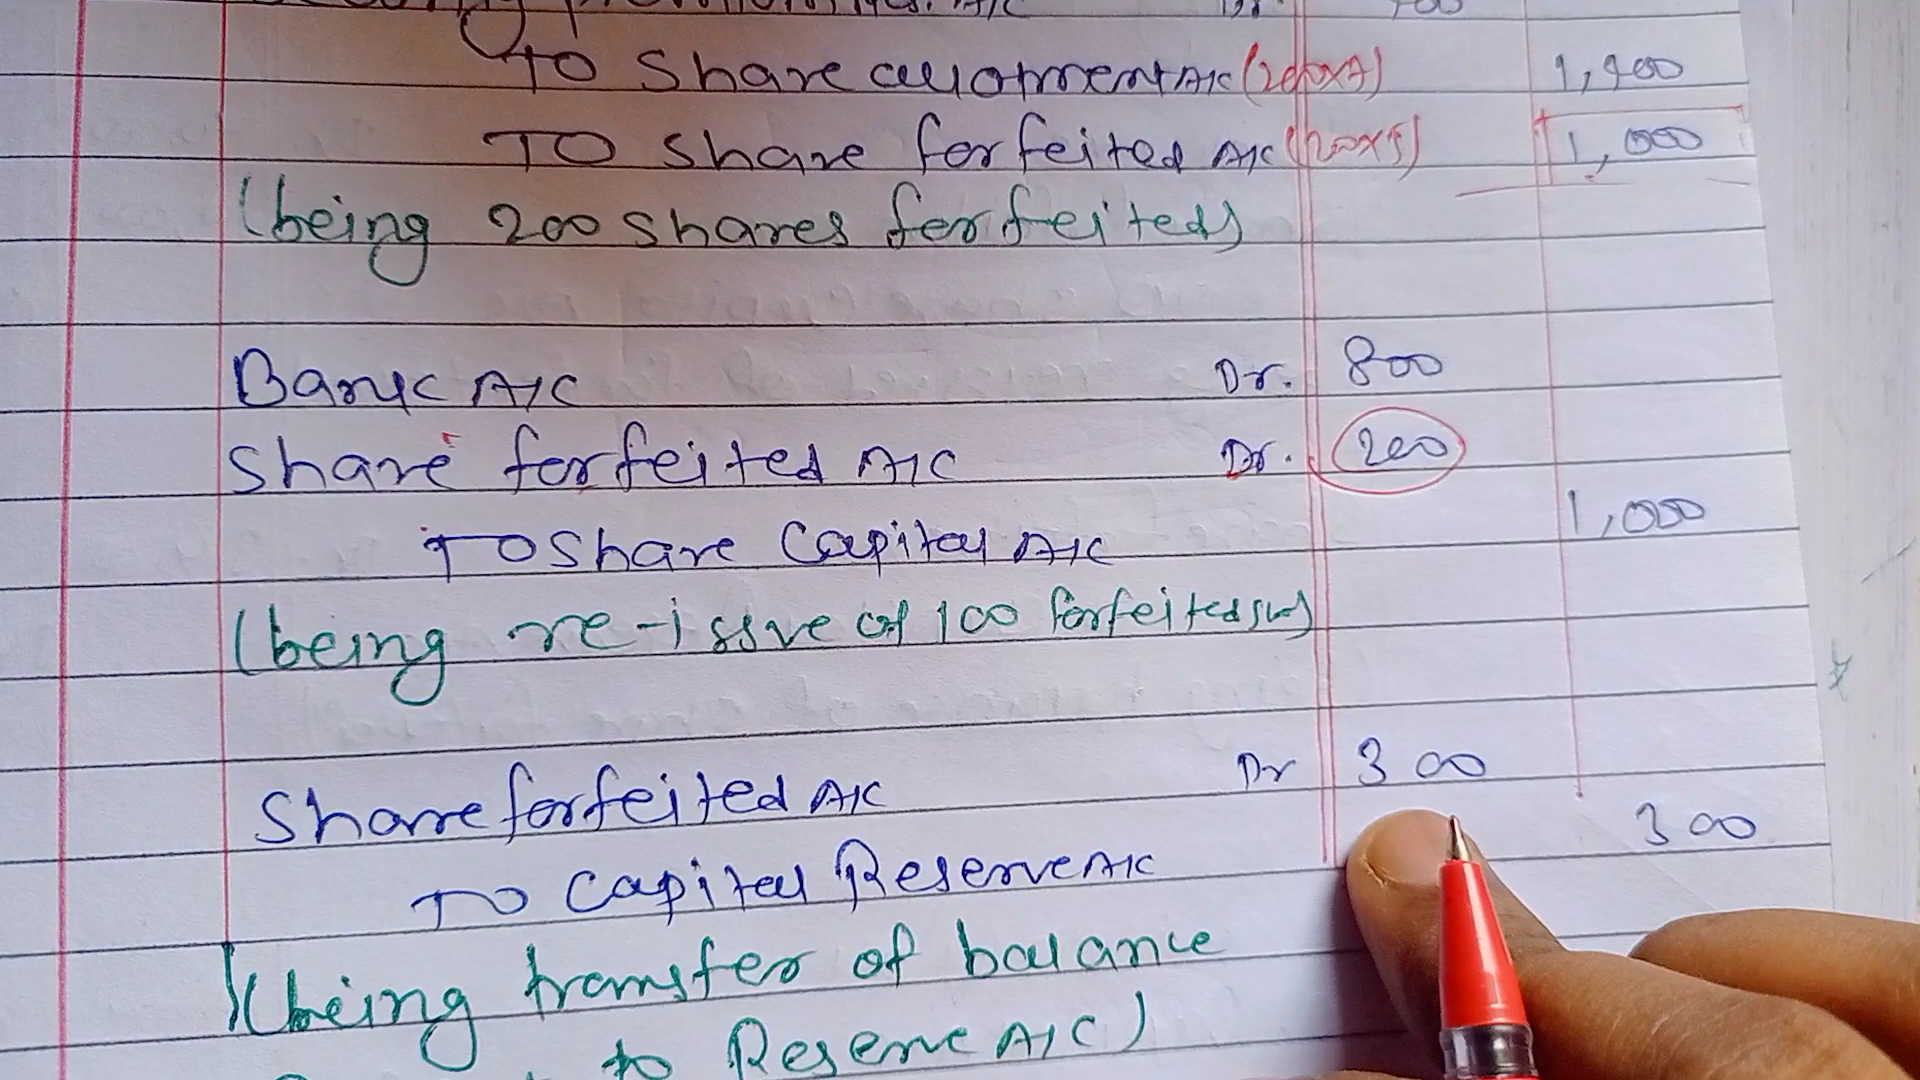 Dr.
To Share allotment A/C (200x7) 1,400
To Share forfeited A/C (200x5) 1,000
(being 200 shares forfeited)
Bank A/C Dr. 800
Share forfeited A/C Dr. 200
To Share Capital A/C 1,000
(being re-issue of 100 forfeited sh)
Share forfeited A/C Dr 300
To Capital Reserve A/C 300
(being transfer of balance
to Reserve A/C)